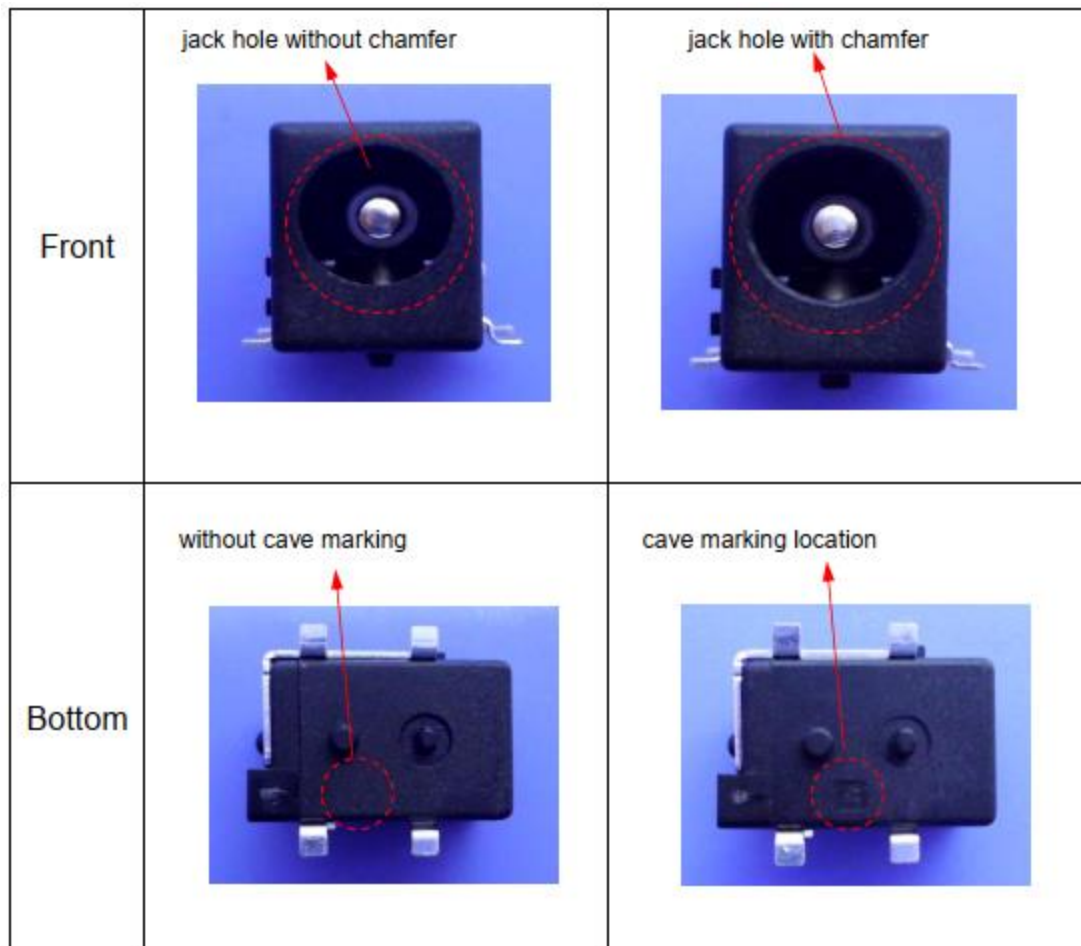 jack hole without chamfer
jack hole with chamfer
Front
without cave marking
cave marking location
Bottom